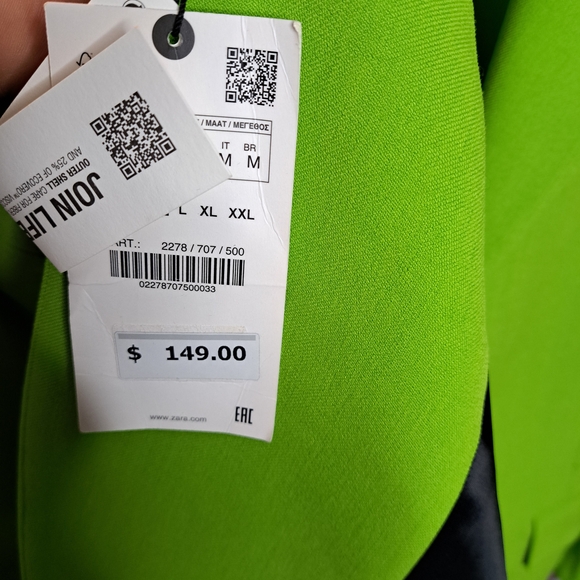 / MAAT / ΜΕΓΕΘΟΣ
IT BR
M M
L XL XXL
ART.: 2278 / 707 / 500
02278707500033
$ 149.00
www.zara.com
EAC
JOIN LIFE
OUTER SHELL CARE FOR FIBER
AND 25% OF ECOVERO™